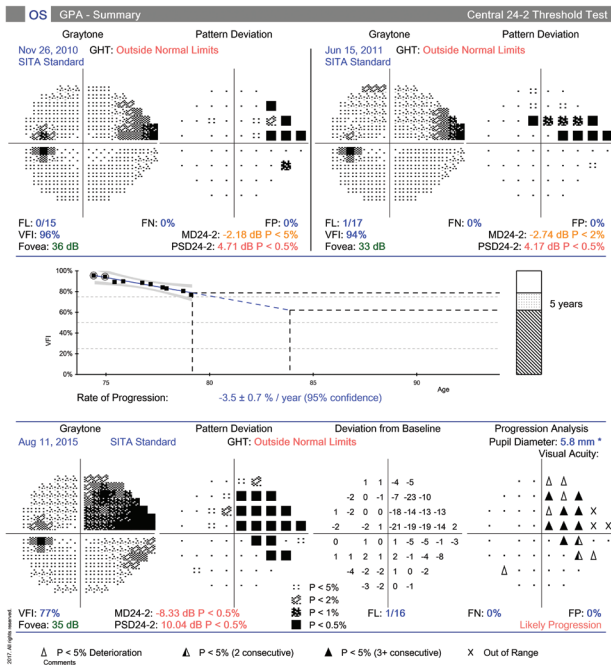 OS GPA - Summary Central 24-2 Threshold Test
Graytone Pattern Deviation Graytone Pattern Deviation
Nov 26, 2010 GHT: Outside Normal Limits Jun 15, 2011 GHT: Outside Normal Limits
SITA Standard SITA Standard
FL: 0/15 FN: 0% FP: 0% FL: 1/17 FN: 0% FP: 0%
VFI: 96% MD24-2: -2.18 dB P < 5% VFI: 94% MD24-2: -2.74 dB P < 2%
Fovea: 36 dB PSD24-2: 4.71 dB P < 0.5% Fovea: 33 dB PSD24-2: 4.17 dB P < 0.5%
100%
80%
60%
40%
20%
0%
VFI
75 80 85 90 Age
5 years
Rate of Progression: -3.5 ± 0.7 % / year (95% confidence)
Graytone Pattern Deviation Deviation from Baseline Progression Analysis
Aug 11, 2015 SITA Standard GHT: Outside Normal Limits Pupil Diameter: 5.8 mm *
Visual Acuity:
1 1 -4 -5
-2 0 -1 -7 -23 -10
1 -2 0 0 -18 -14 -13 -13
-2 -2 1 -21 -19 -19 -14 2
0 0 0 1 -5 -5 -1 -3
1 1 2 1 -2 -1 -4 -8
-4 -2 -2 1 0 -2
-3 -2 0 -1
X
X X
X
P < 5%
P < 2%
P < 1%
P < 0.5%
VFI: 77% MD24-2: -8.33 dB P < 0.5% FL: 1/16 FN: 0% FP: 0%
Fovea: 35 dB PSD24-2: 10.04 dB P < 0.5% Likely Progression
P < 5% Deterioration P < 5% (2 consecutive) P < 5% (3+ consecutive) X Out of Range
Comments
2017. All rights reserved.